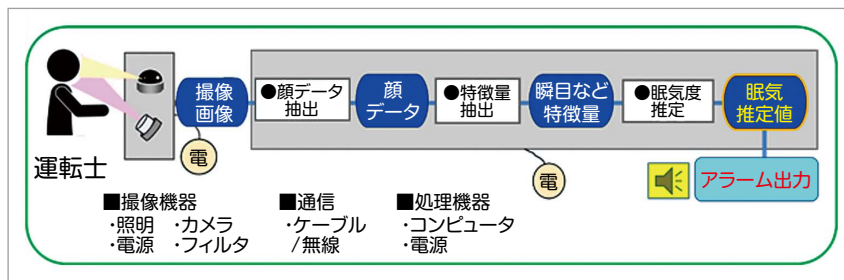 撮像
画像
●顔データ
抽出
顔
データ
●特徴量
抽出
瞬目など
特徴量
●眠気度
推定
眠気
推定値
運転士
電
電
アラーム出力
■撮像機器
・照明 ・カメラ
・電源 ・フィルタ
■通信
・ケーブル
/無線
■処理機器
・コンピュータ
・電源